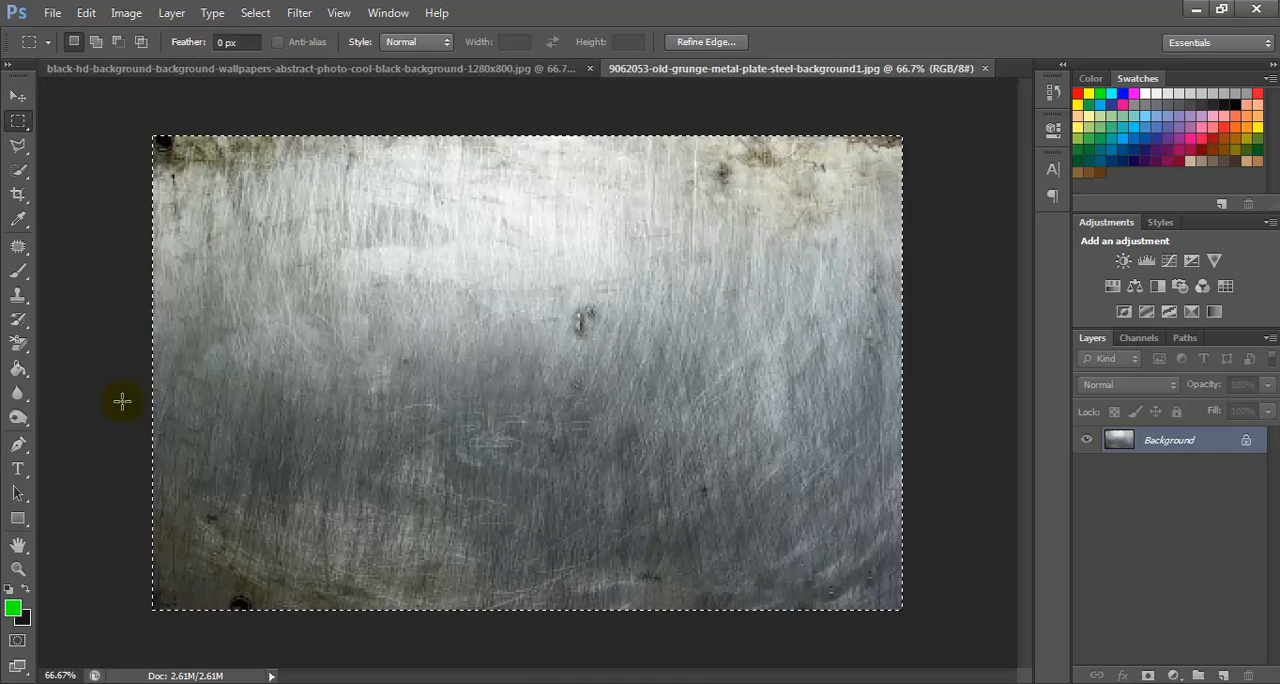 Ps File Edit Image Layer Type Select Filter View Window Help
Feather: 0 px Anti-alias Style: Normal Width: Height: Refine Edge... Essentials
black-hd-background-background-wallpapers-abstract-photo-cool-black-background-1280x800.jpg @ 66.7... × 9062053-old-grunge-metal-plate-steel-background1.jpg @ 66.7% (RGB/8#) ×
Color Swatches
Adjustments Styles
Add an adjustment
Layers Channels Paths
Kind
Normal Opacity: 100%
Lock: Fill: 100%
Background
66.67% Doc: 2.61M/2.61M